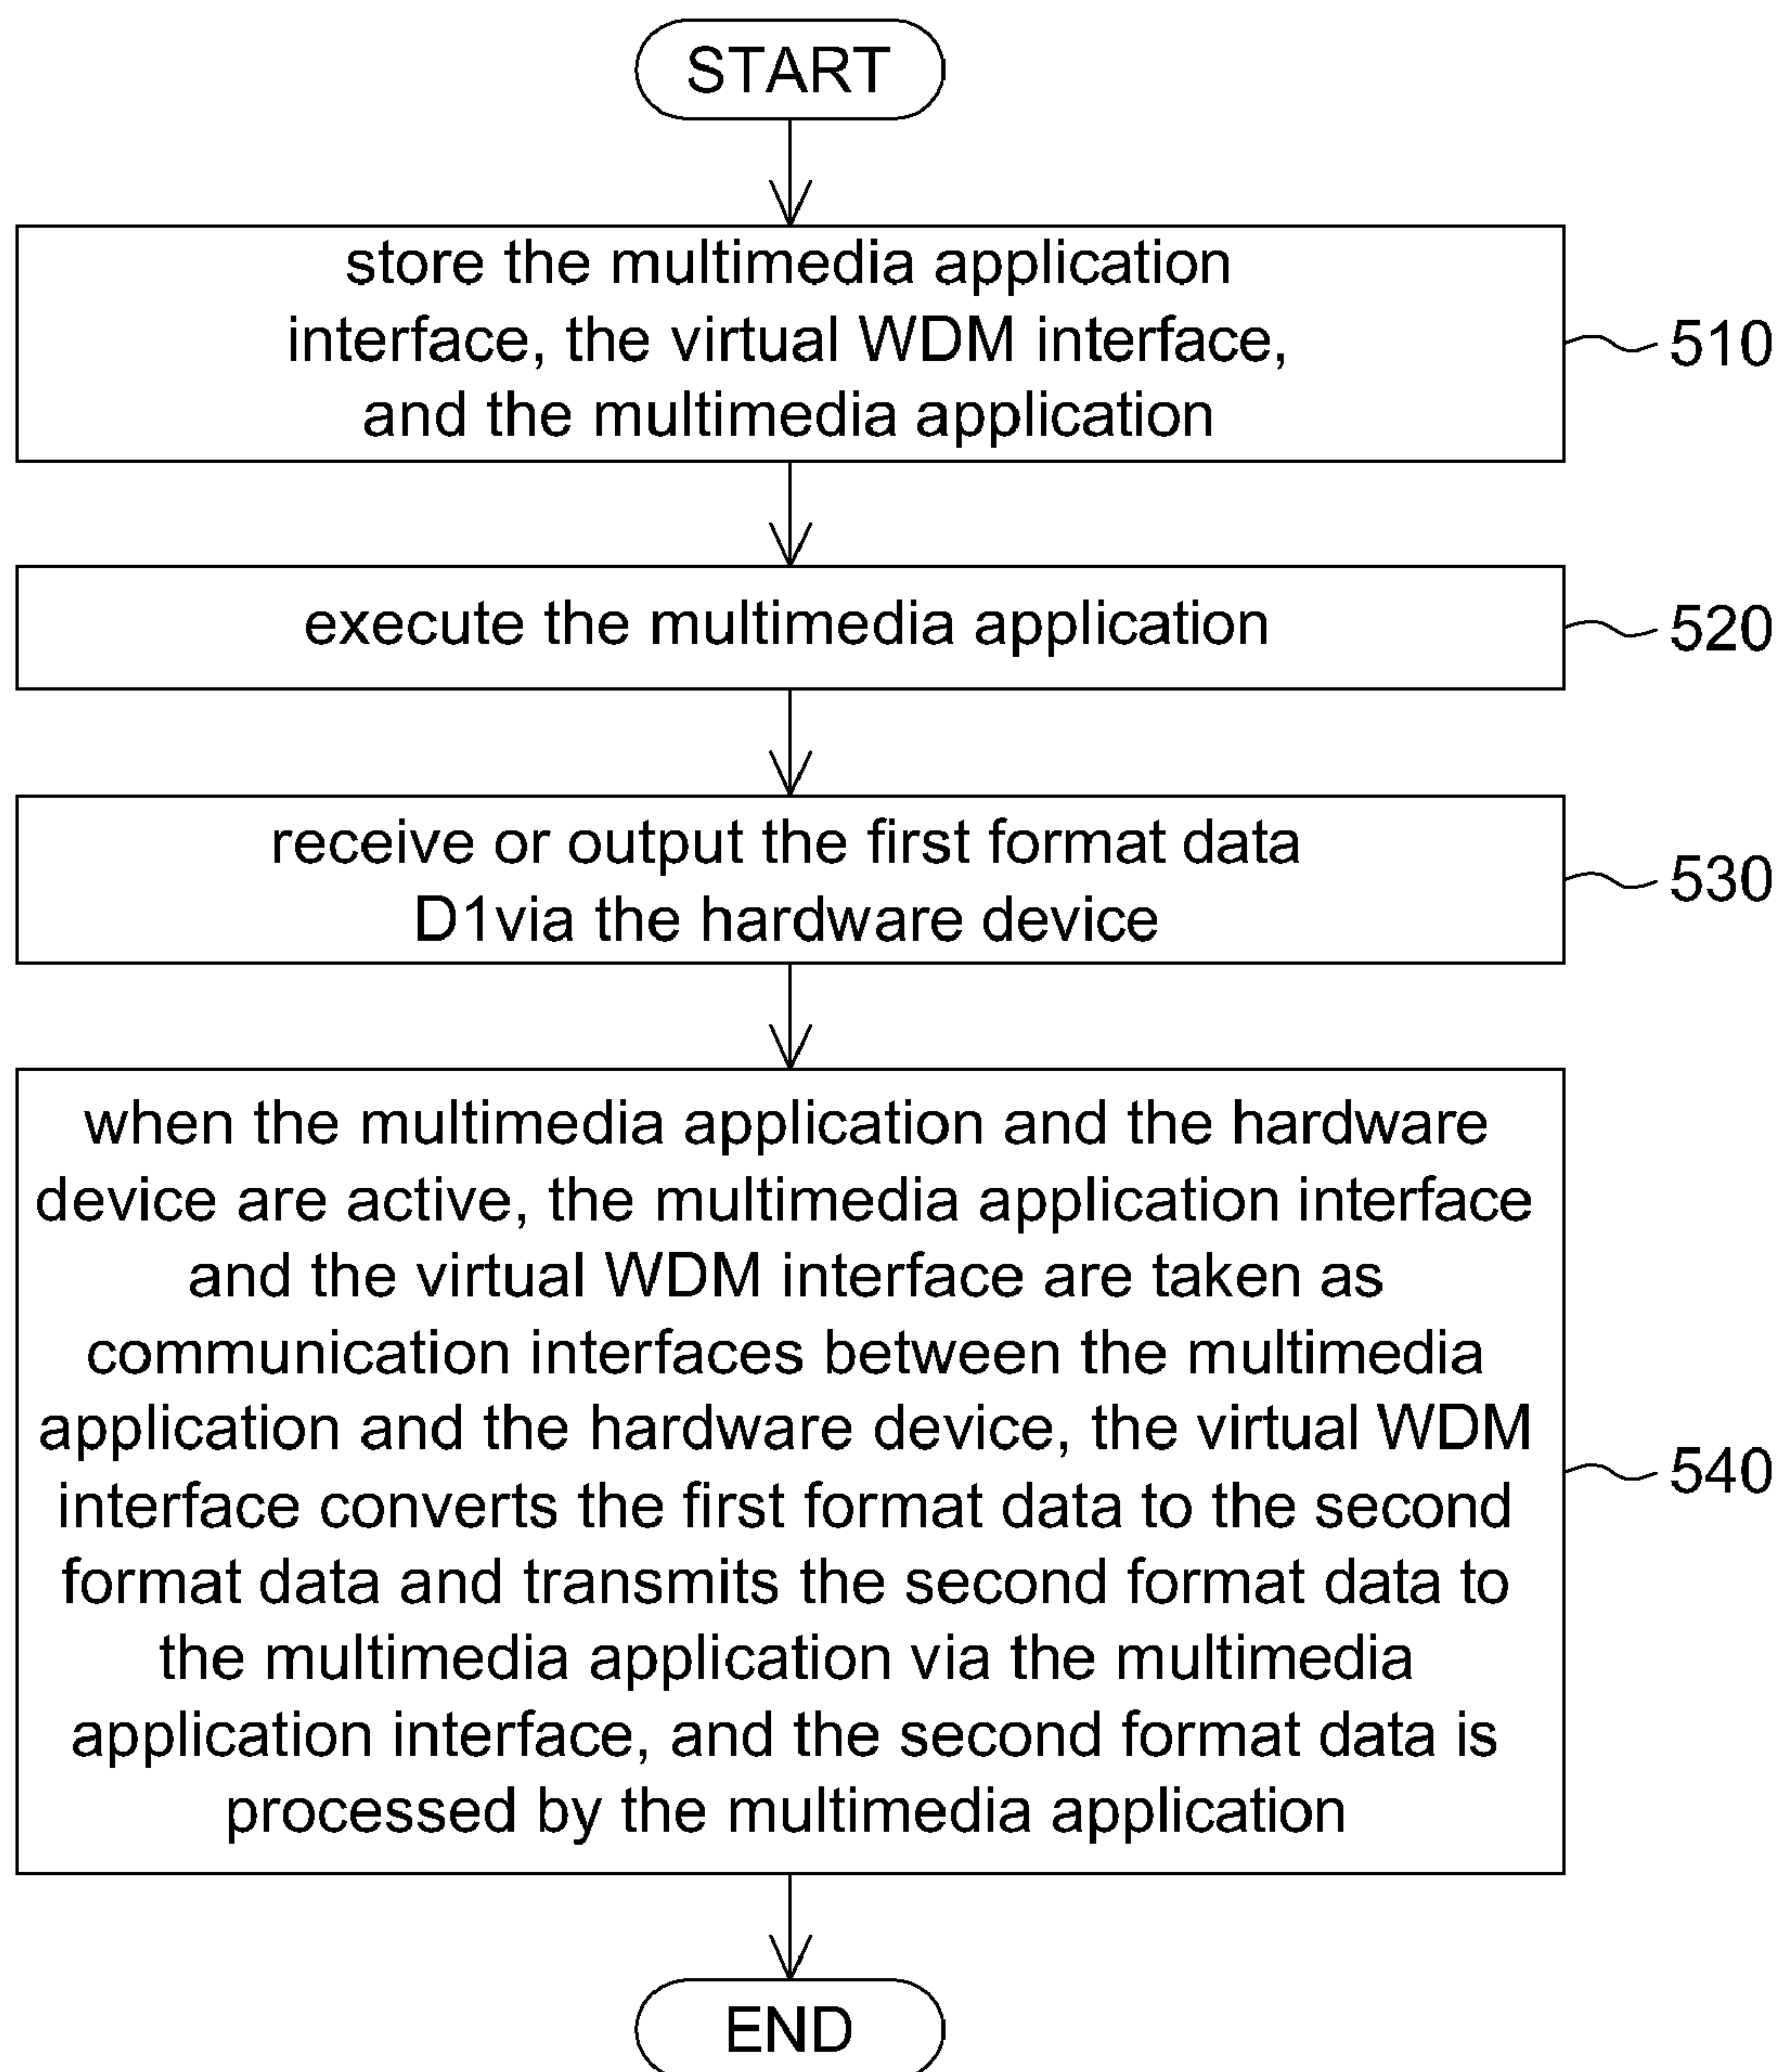 START
store the multimedia application
interface, the virtual WDM interface,
and the multimedia application
510
execute the multimedia application
520
receive or output the first format data
D1via the hardware device
530
when the multimedia application and the hardware
device are active, the multimedia application interface
and the virtual WDM interface are taken as
communication interfaces between the multimedia
application and the hardware device, the virtual WDM
interface converts the first format data to the second
format data and transmits the second format data to
the multimedia application via the multimedia
application interface, and the second format data is
processed by the multimedia application
540
END